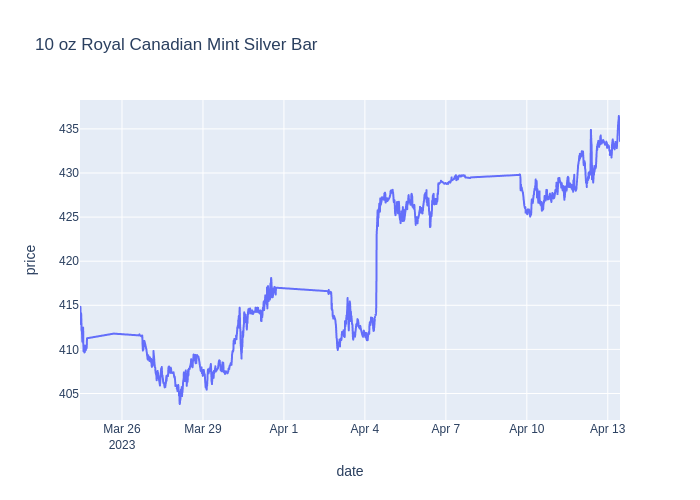 10 oz Royal Canadian Mint Silver Bar
price
435
430
425
420
415
410
405
Mar 26
2023
Mar 29
Apr 1
Apr 4
Apr 7
Apr 10
Apr 13
date